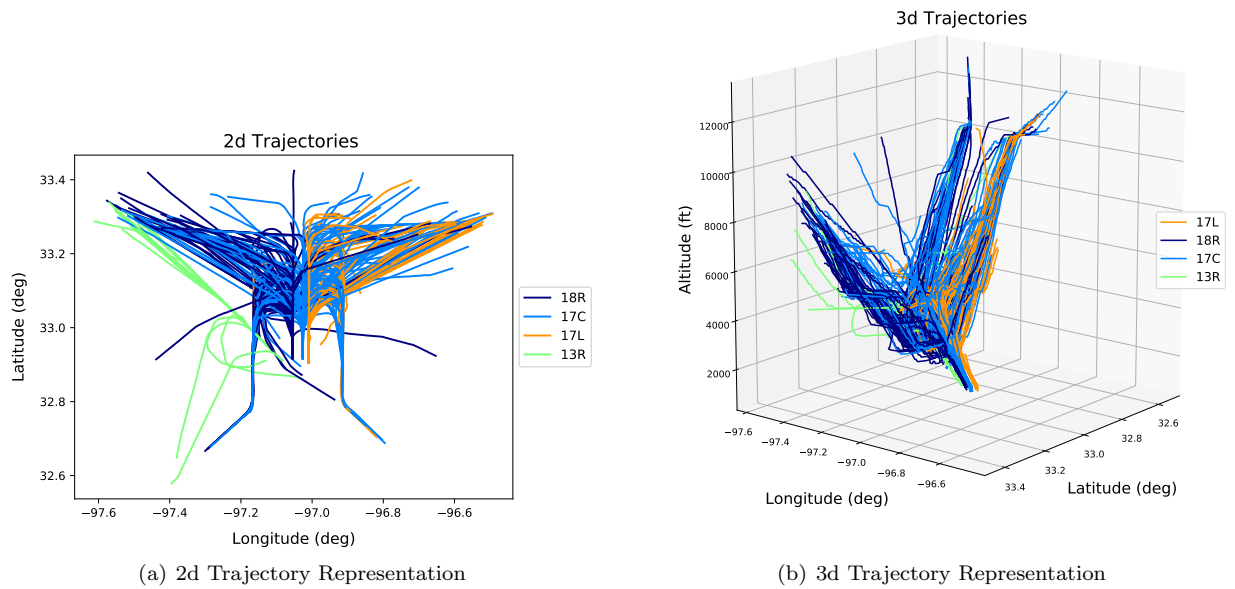 2d Trajectories
33.4
33.2
33.0
32.8
32.6
Latitude (deg)
−97.6 −97.4 −97.2 −97.0 −96.8 −96.6
Longitude (deg)
18R
17C
17L
13R
(a) 2d Trajectory Representation
3d Trajectories
12000
10000
8000
6000
4000
2000
Altitude (ft)
−97.6
−97.4
−97.2
−97.0
−96.8
−96.6
Longitude (deg)
33.4
33.2
33.0
32.8
32.6
Latitude (deg)
17L
18R
17C
13R
(b) 3d Trajectory Representation